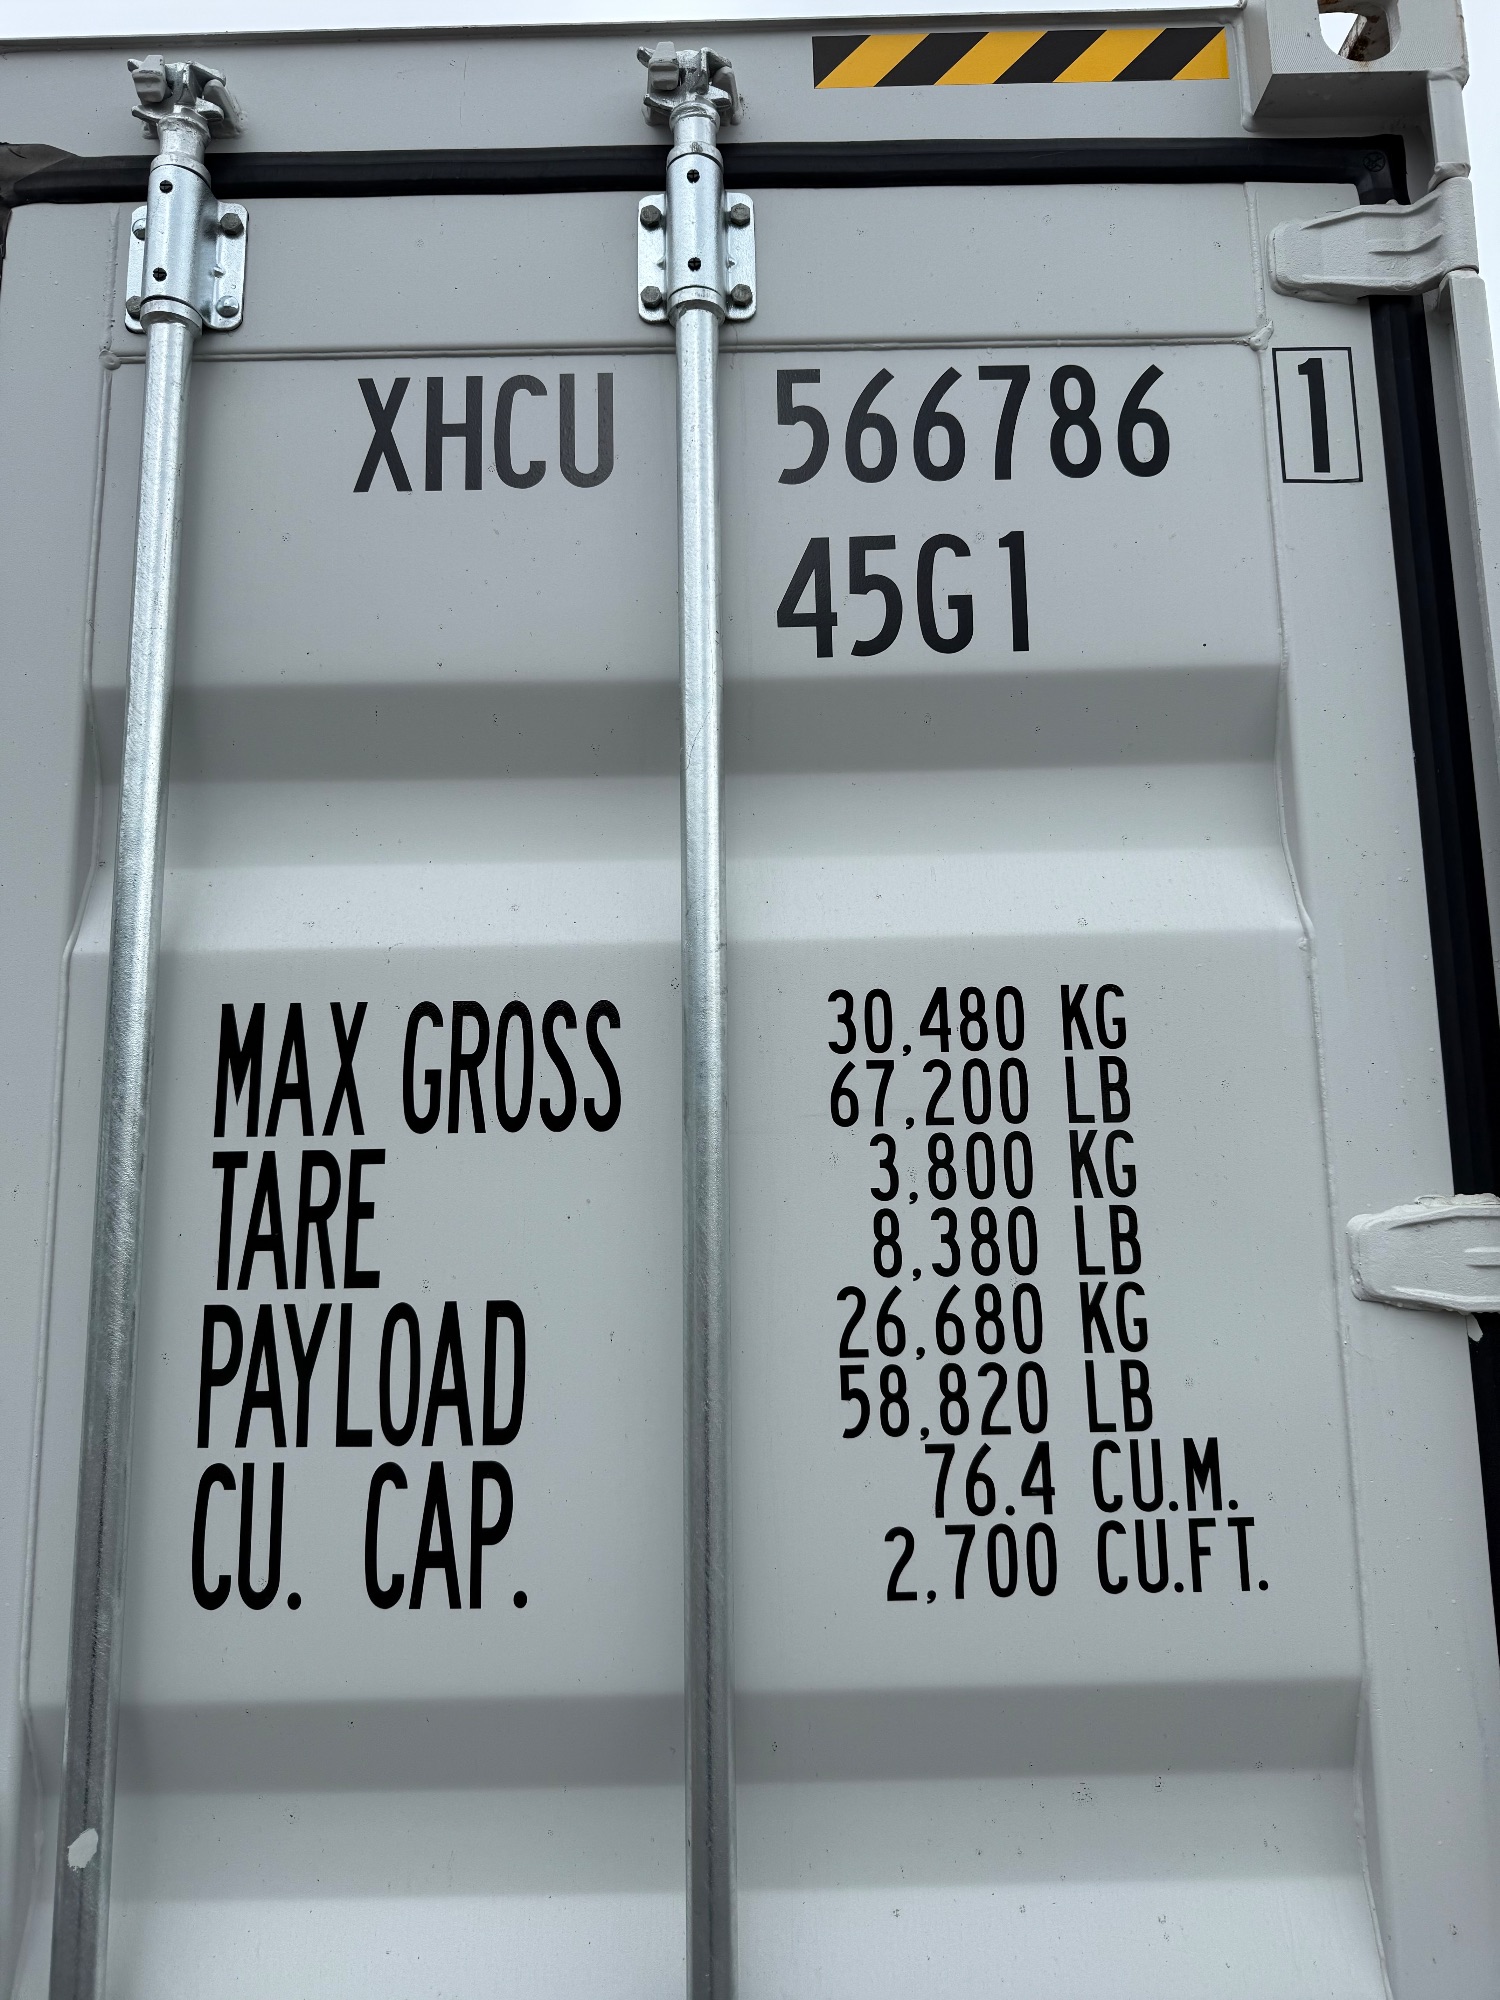 XHCU 566786 1
45G1
MAX GROSS 30,480 KG
67,200 LB
TARE 3,800 KG
8,380 LB
PAYLOAD 26,680 KG
58,820 LB
CU. CAP. 76.4 CU.M.
2,700 CU.FT.